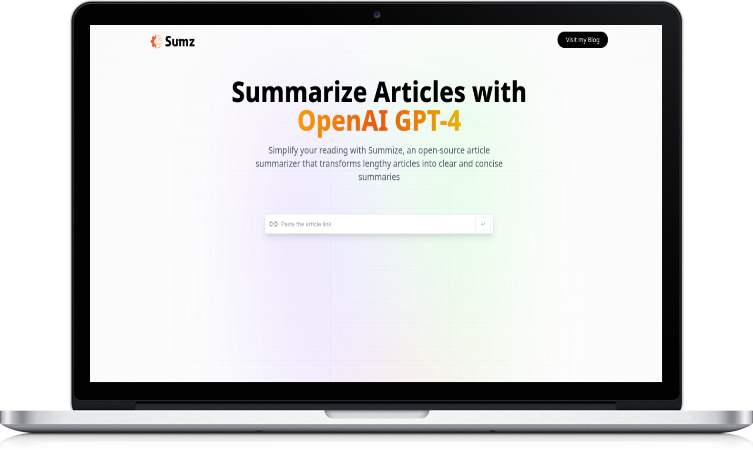 Sumz
Visit my Blog
Summarize Articles with
OpenAI GPT-4
Simplify your reading with Summize, an open-source article
summarizer that transforms lengthy articles into clear and concise
summaries
Paste the article link